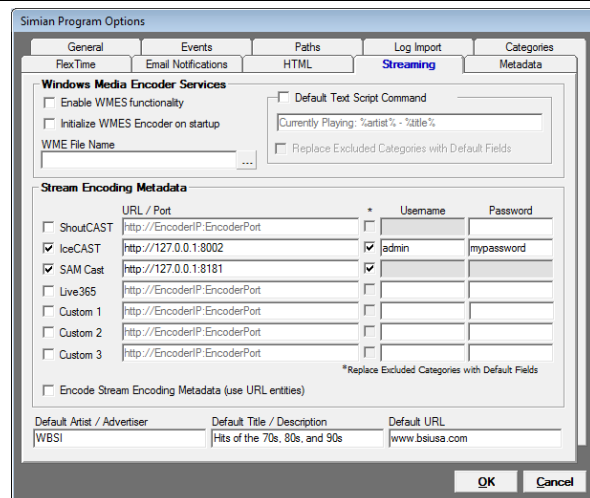 Simian Program Options
General Events Paths Log Import Categories
FlexTime Email Notifications HTML Streaming Metadata
Windows Media Encoder Services
Enable WMES functionality
Initialize WMES Encoder on startup
WME File Name
...
Default Text Script Command
Currently Playing: %artist% - %title%
Replace Excluded Categories with Default Fields
Stream Encoding Metadata
URL / Port * Username Password
ShoutCAST http://EncoderIP:EncoderPort
IceCAST http://127.0.0.1:8002 admin mypassword
SAM Cast http://127.0.0.1:8181
Live365 http://EncoderIP:EncoderPort
Custom 1 http://EncoderIP:EncoderPort
Custom 2 http://EncoderIP:EncoderPort
Custom 3 http://EncoderIP:EncoderPort
*Replace Excluded Categories with Default Fields
Encode Stream Encoding Metadata (use URL entities)
Default Artist / Advertiser Default Title / Description Default URL
WBSI Hits of the 70s, 80s, and 90s www.bsiusa.com
OK Cancel